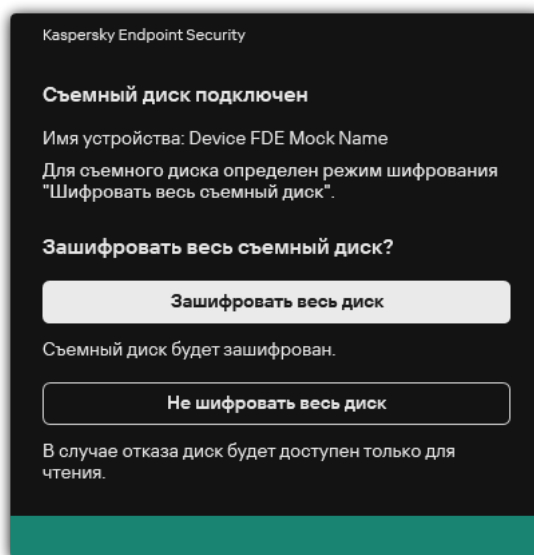 Kaspersky Endpoint Security
Съемный диск подключен
Имя устройства: Device FDE Mock Name
Для съемного диска определен режим шифрования
"Шифровать весь съемный диск".
Зашифровать весь съемный диск?
Зашифровать весь диск
Съемный диск будет зашифрован.
Не шифровать весь диск
В случае отказа диск будет доступен только для
чтения.